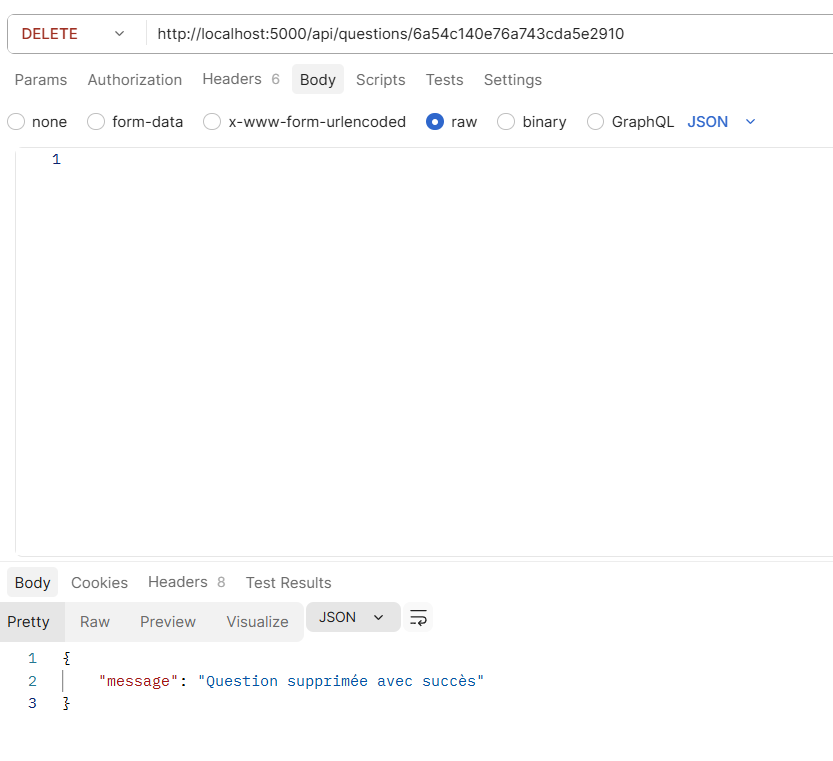 DELETE http://localhost:5000/api/questions/6a54c140e76a743cda5e2910
Params Authorization Headers 6 Body Scripts Tests Settings
none form-data x-www-form-urlencoded raw binary GraphQL JSON
1
Body Cookies Headers 8 Test Results
Pretty Raw Preview Visualize JSON
1 {
2 "message": "Question supprimée avec succès"
3 }